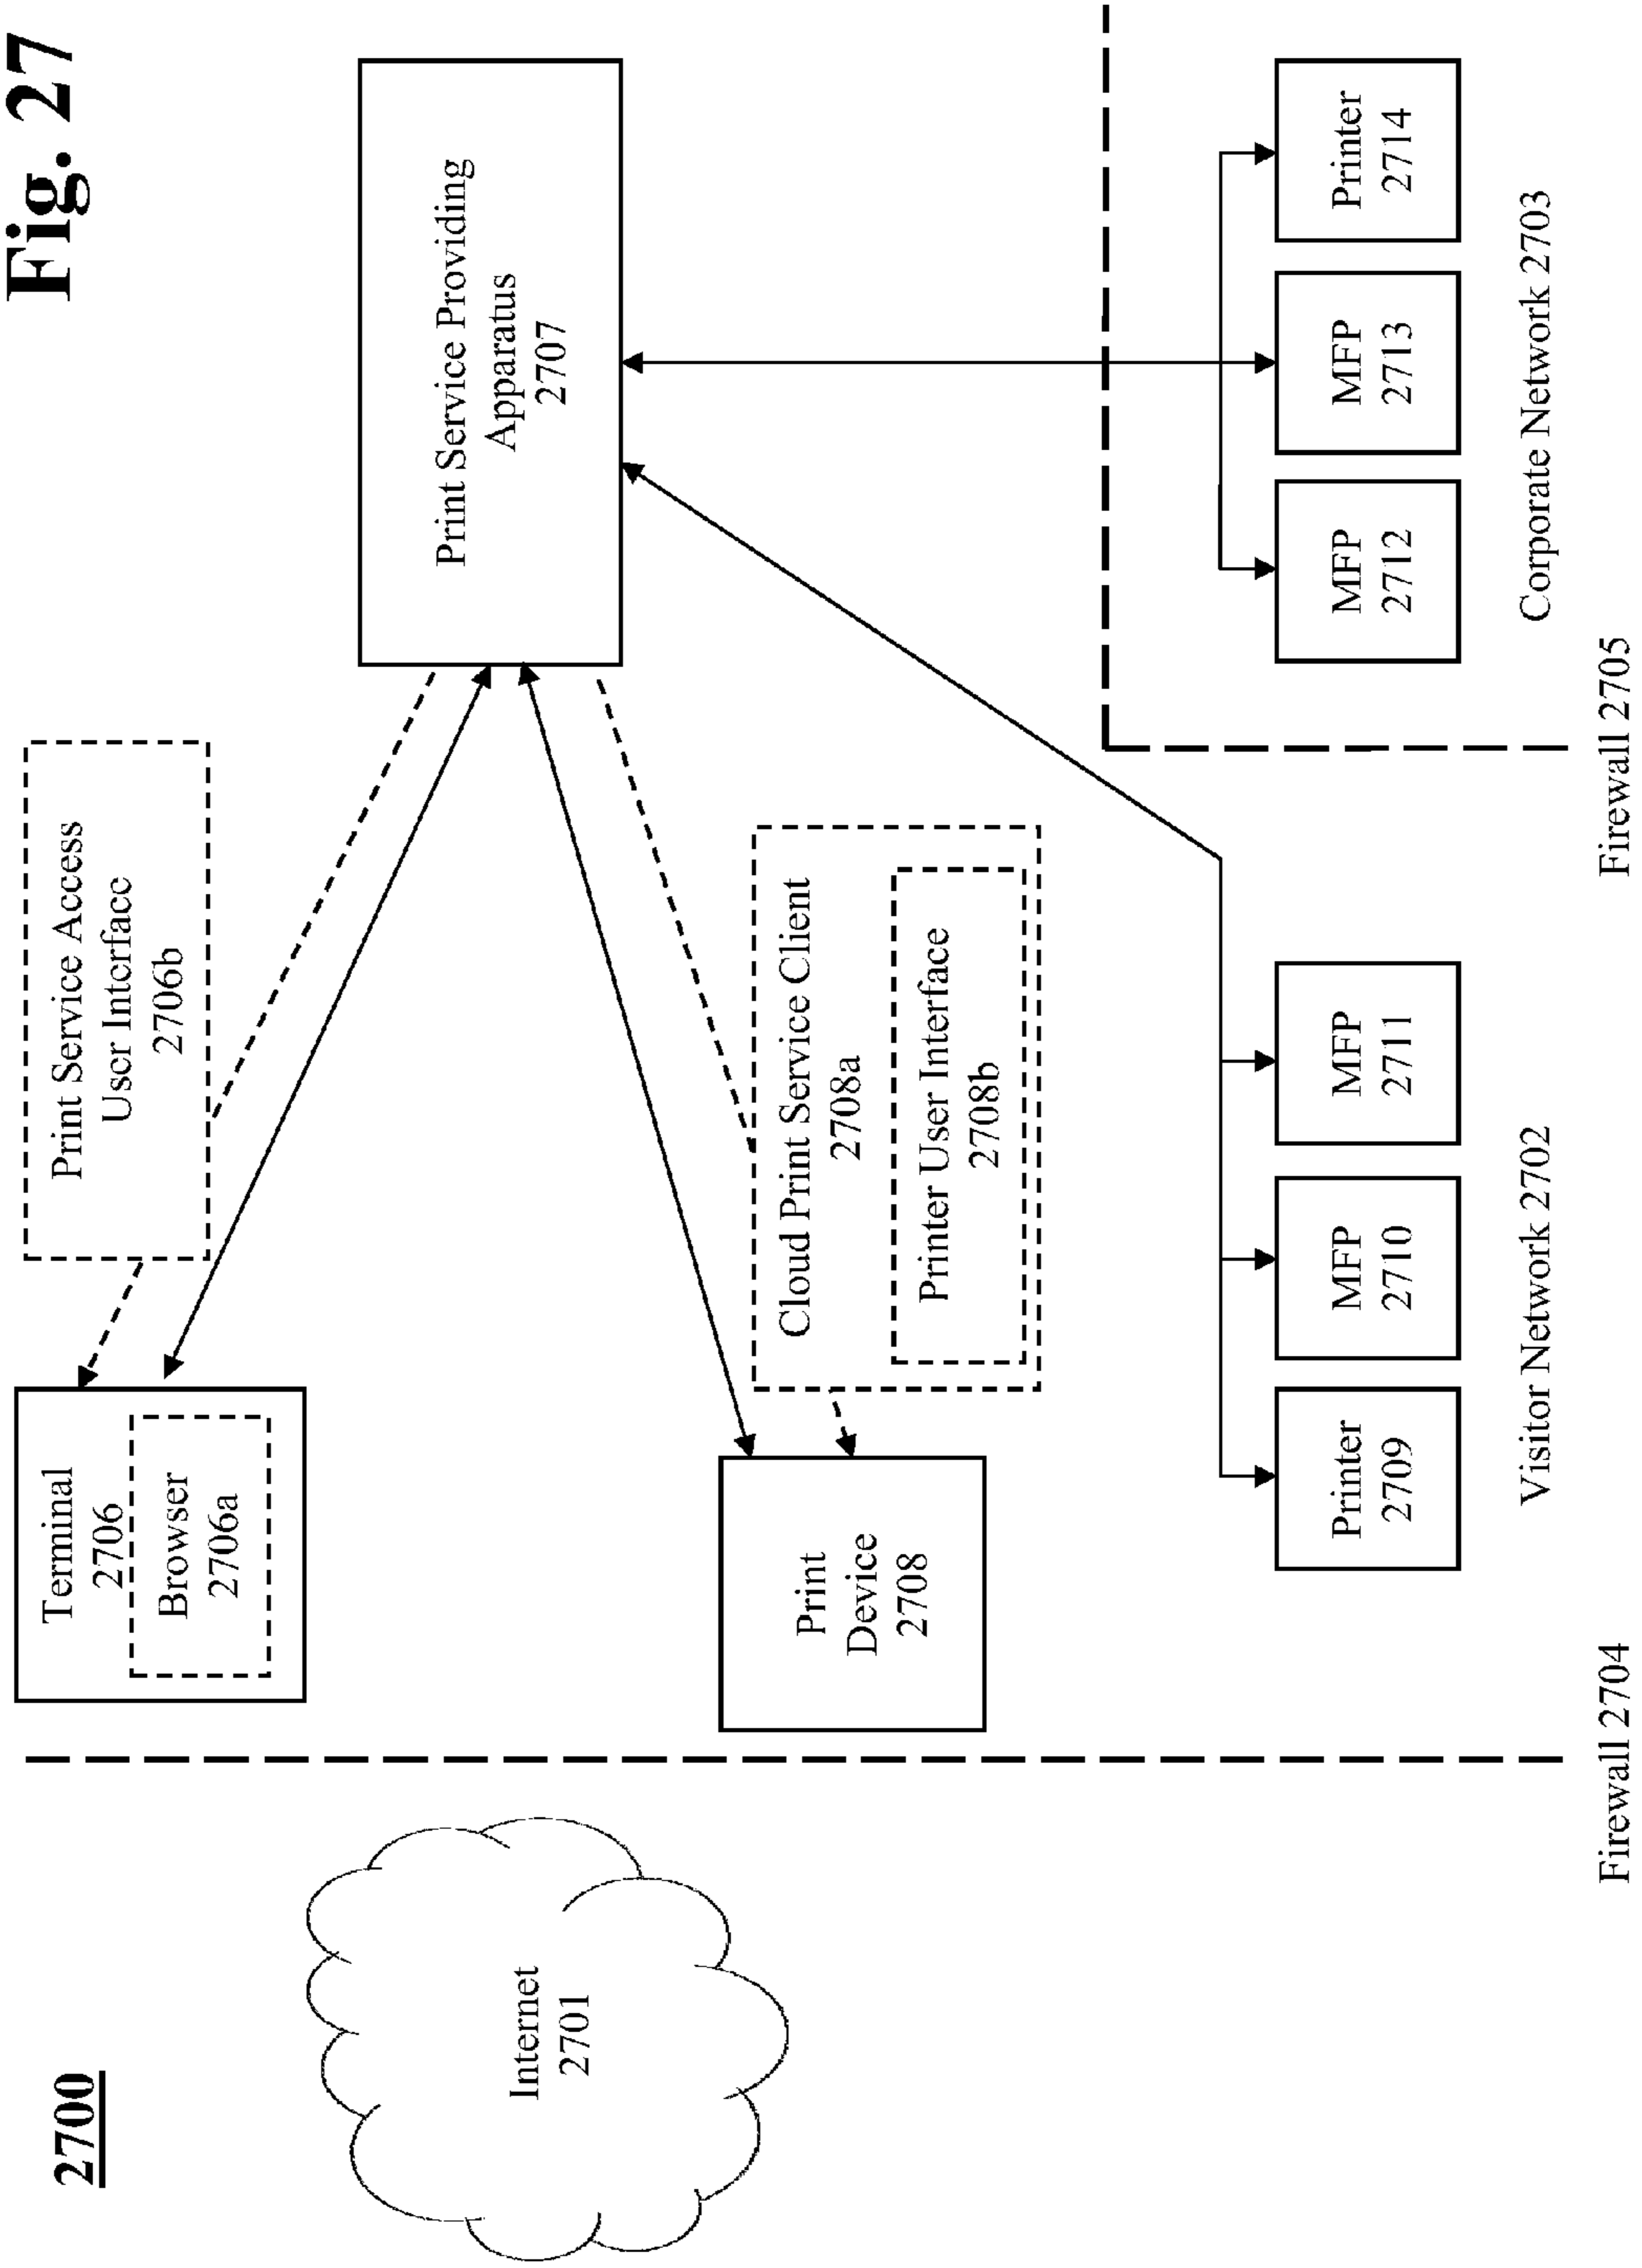 Fig. 27
2700
Internet
2701
Terminal
2706
Browser
2706a
Print Service Access
User Interface
2706b
Print Service Providing
Apparatus
2707
Print
Device
2708
Cloud Print Service Client
2708a
Printer User Interface
2708b
Printer
2709
MFP
2710
MFP
2711
MFP
2712
MFP
2713
Printer
2714
Visitor Network 2702
Corporate Network 2703
Firewall 2704
Firewall 2705